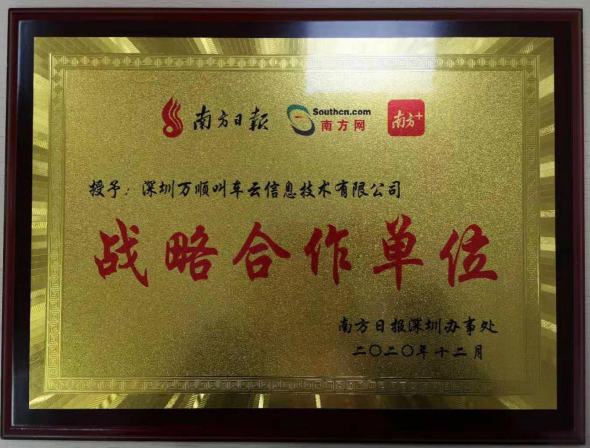 南方日报 Southcn.com 南方+
南方网
授予：深圳万顺叫车云信息技术有限公司
战略合作单位
南方日报深圳办事处
二〇二〇年十二月